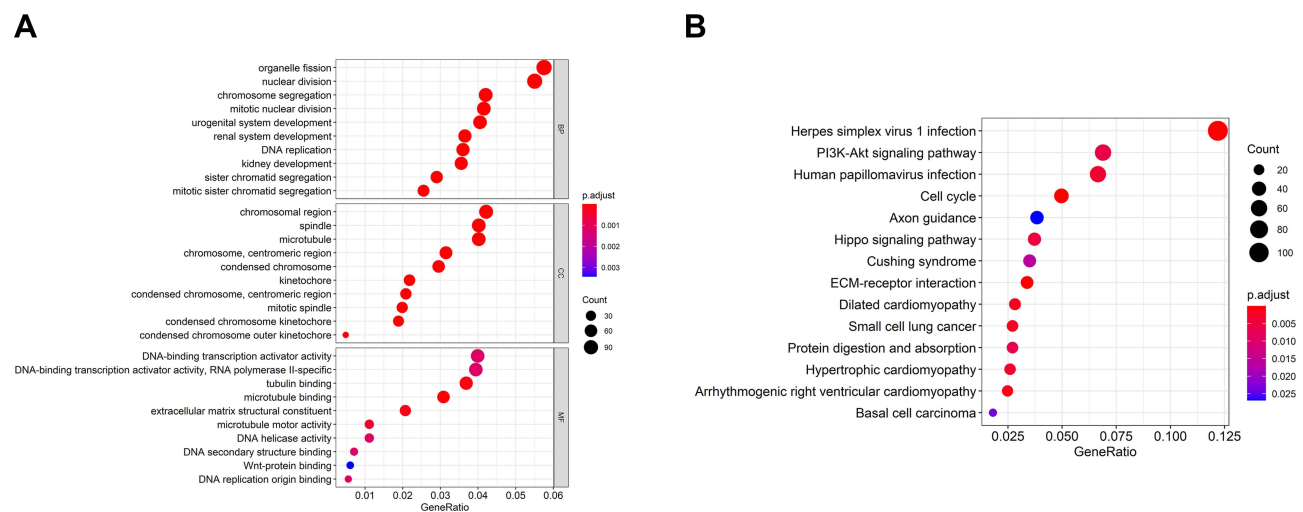 A
organelle fission
nuclear division
chromosome segregation
mitotic nuclear division
urogenital system development
renal system development
DNA replication
kidney development
sister chromatid segregation
mitotic sister chromatid segregation
BP
chromosomal region
spindle
microtubule
chromosome, centromeric region
condensed chromosome
kinetochore
condensed chromosome, centromeric region
mitotic spindle
condensed chromosome kinetochore
condensed chromosome outer kinetochore
CC
DNA-binding transcription activator activity
DNA-binding transcription activator activity, RNA polymerase II-specific
tubulin binding
microtubule binding
extracellular matrix structural constituent
microtubule motor activity
DNA helicase activity
DNA secondary structure binding
Wnt-protein binding
DNA replication origin binding
MF
0.01 0.02 0.03 0.04 0.05 0.06
GeneRatio
p.adjust
0.001
0.002
0.003
Count
30
60
90
B
Herpes simplex virus 1 infection
PI3K-Akt signaling pathway
Human papillomavirus infection
Cell cycle
Axon guidance
Hippo signaling pathway
Cushing syndrome
ECM-receptor interaction
Dilated cardiomyopathy
Small cell lung cancer
Protein digestion and absorption
Hypertrophic cardiomyopathy
Arrhythmogenic right ventricular cardiomyopathy
Basal cell carcinoma
0.025 0.050 0.075 0.100 0.125
GeneRatio
Count
20
40
60
80
100
p.adjust
0.005
0.010
0.015
0.020
0.025